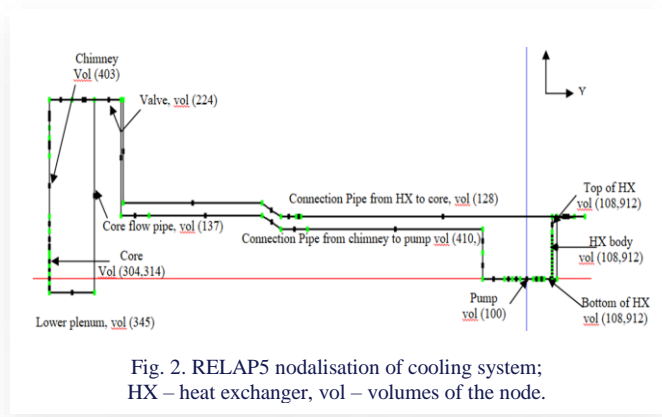 Chimney
Vol (403)
Valve, vol (224)
Y
Connection Pipe from HX to core, vol (128)
Top of HX
vol (108,912)
Core flow pipe, vol (137)
Connection Pipe from chimney to pump vol (410,)
HX body
vol (108,912)
Core
Vol (304,314)
Pump
vol (100)
Bottom of HX
vol (108,912)
Lower plenum, vol (345)
Fig. 2. RELAP5 nodalisation of cooling system;
HX – heat exchanger, vol – volumes of the node.